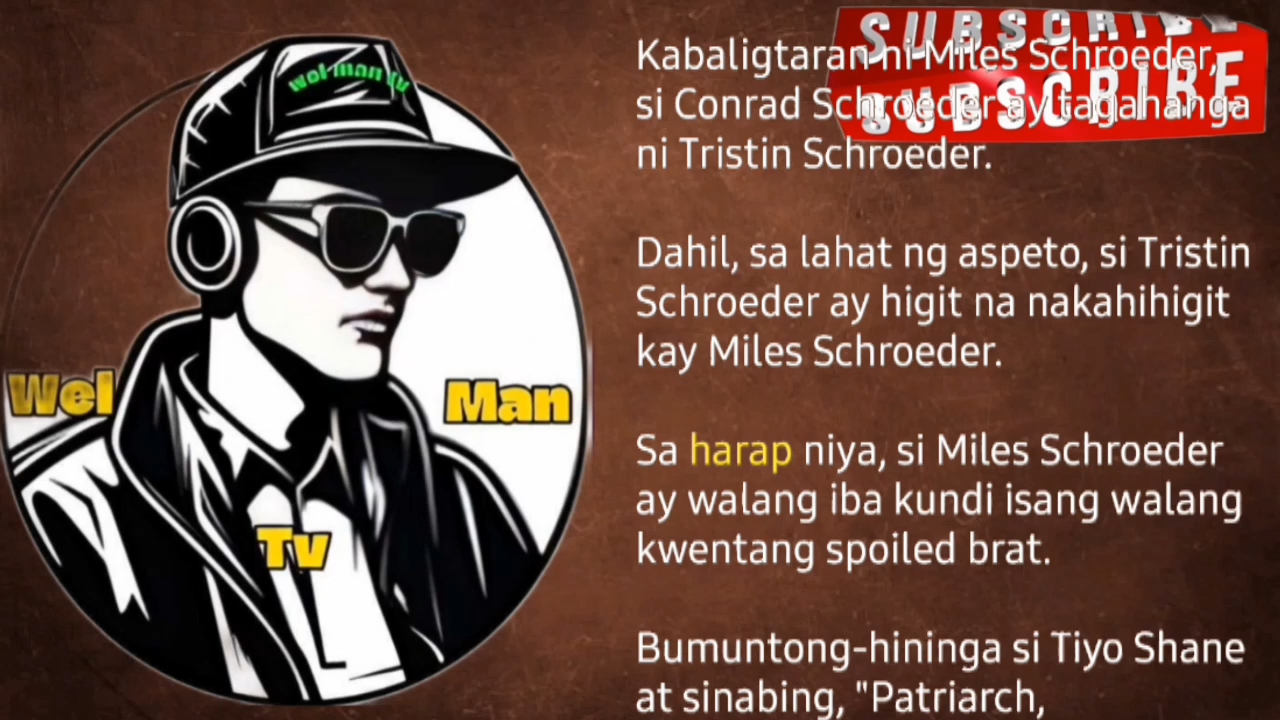 wel man tv
Wel
Man
Tv
SUBSCRIBE
SUBSCRIBE
Kabaligtaran ni Miles Schroeder,
si Conrad Schroeder ay tagahanga
ni Tristin Schroeder.
Dahil, sa lahat ng aspeto, si Tristin
Schroeder ay higit na nakahihigit
kay Miles Schroeder.
Sa harap niya, si Miles Schroeder
ay walang iba kundi isang walang
kwentang spoiled brat.
Bumuntong-hininga si Tiyo Shane
at sinabing, "Patriarch,